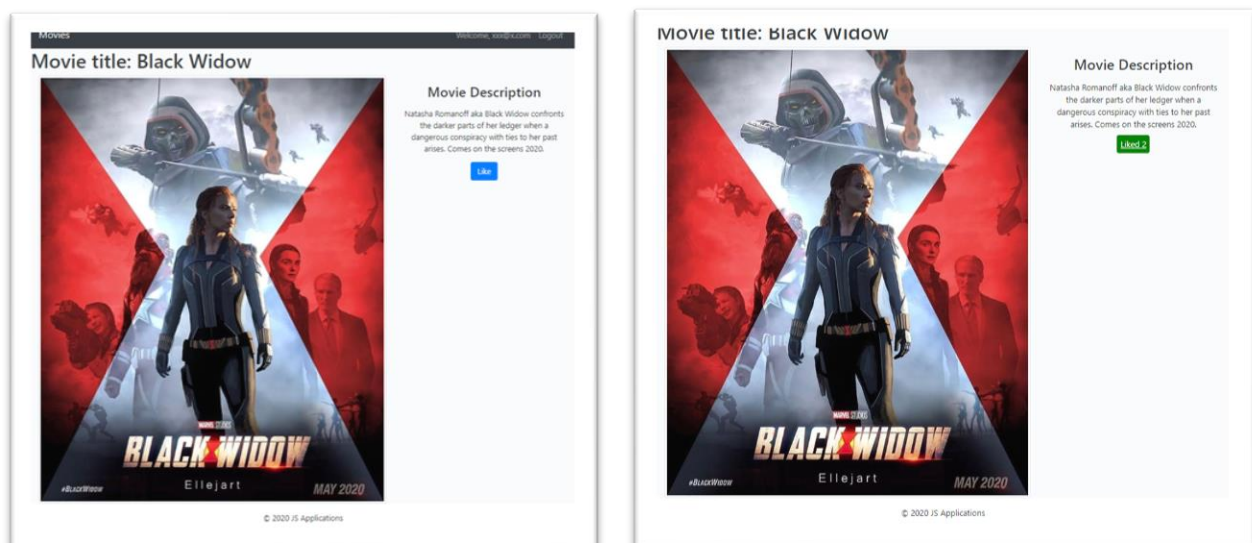 Movies
Welcome, xxx@x.com Logout
Movie title: Black Widow
Movie Description
Natasha Romanoff aka Black Widow confronts
the darker parts of her ledger when a
dangerous conspiracy with ties to her past
arises. Comes on the screens 2020.
Like
MARVEL STUDIOS
BLACK WIDOW
#BLACKWIDOW
Ellejart
MAY 2020
© 2020 JS Applications
Movie title: Black Widow
Movie Description
Natasha Romanoff aka Black Widow confronts
the darker parts of her ledger when a
dangerous conspiracy with ties to her past
arises. Comes on the screens 2020.
Liked 2
MARVEL STUDIOS
BLACK WIDOW
#BLACKWIDOW
Ellejart
MAY 2020
© 2020 JS Applications